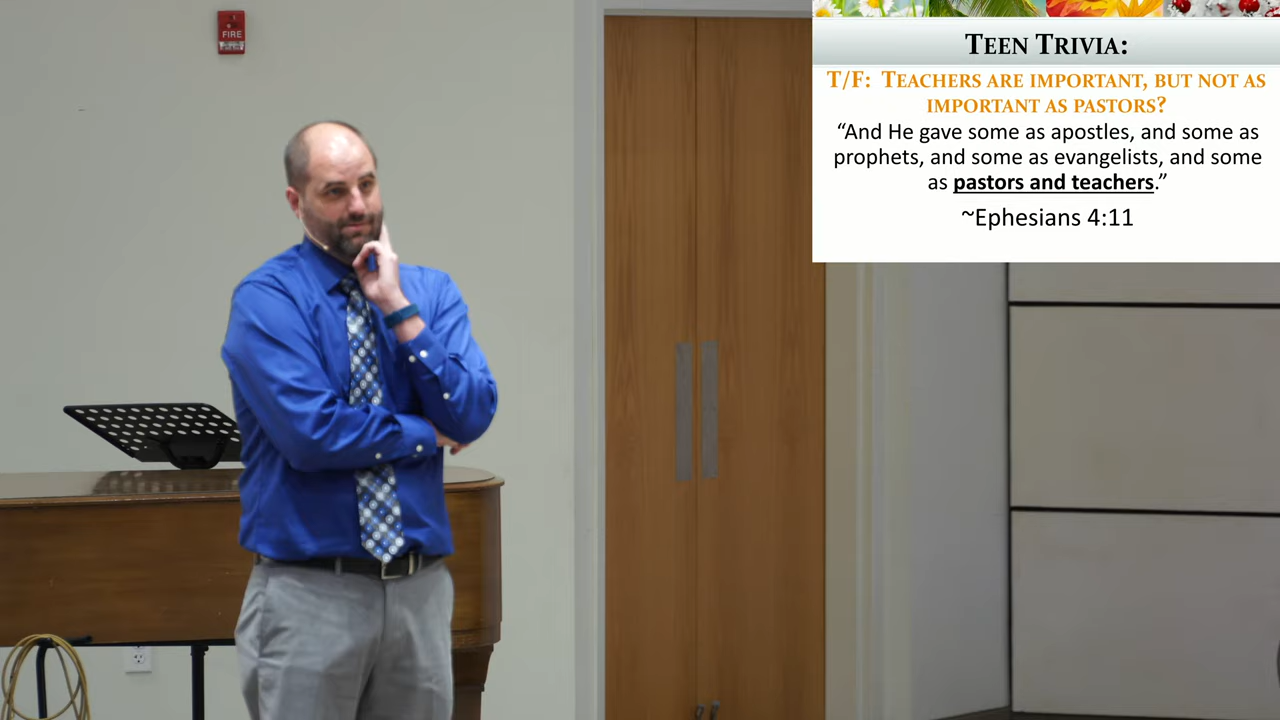 FIRE
TEEN TRIVIA:
T/F: TEACHERS ARE IMPORTANT, BUT NOT AS
IMPORTANT AS PASTORS?
“And He gave some as apostles, and some as
prophets, and some as evangelists, and some
as pastors and teachers.”
~Ephesians 4:11